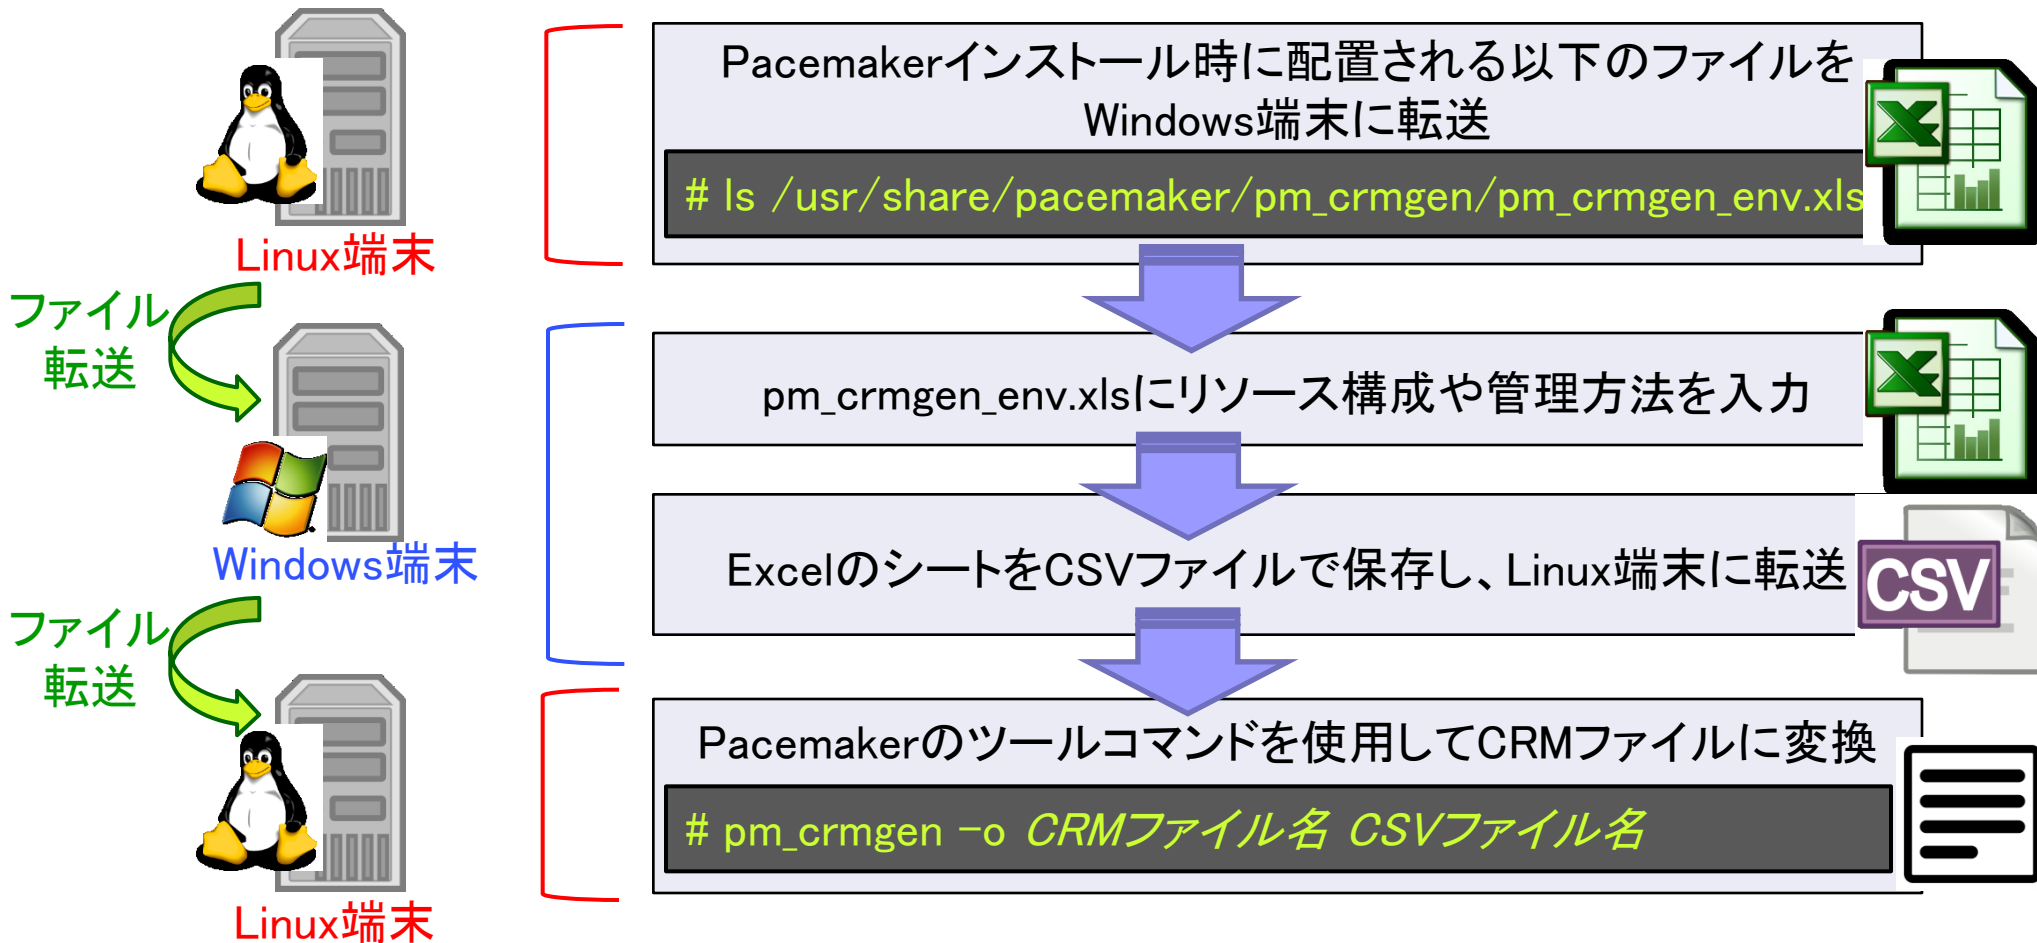 Pacemakerインストール時に配置される以下のファイルを
Windows端末に転送
# ls /usr/share/pacemaker/pm_crmgen/pm_crmgen_env.xls
Linux端末
ファイル
転送
pm_crmgen_env.xlsにリソース構成や管理方法を入力
ExcelのシートをCSVファイルで保存し、Linux端末に転送
CSV
Windows端末
ファイル
転送
Pacemakerのツールコマンドを使用してCRMファイルに変換
# pm_crmgen -o CRMファイル名 CSVファイル名
Linux端末